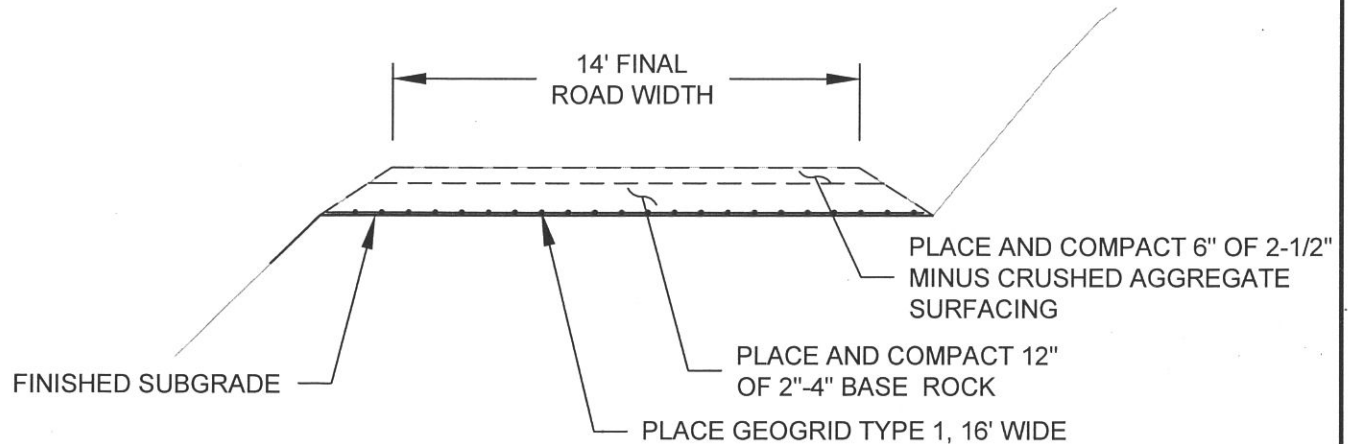 14' FINAL
ROAD WIDTH
PLACE AND COMPACT 6" OF 2-1/2"
MINUS CRUSHED AGGREGATE
SURFACING
PLACE AND COMPACT 12"
OF 2"-4" BASE ROCK
FINISHED SUBGRADE
PLACE GEOGRID TYPE 1, 16' WIDE